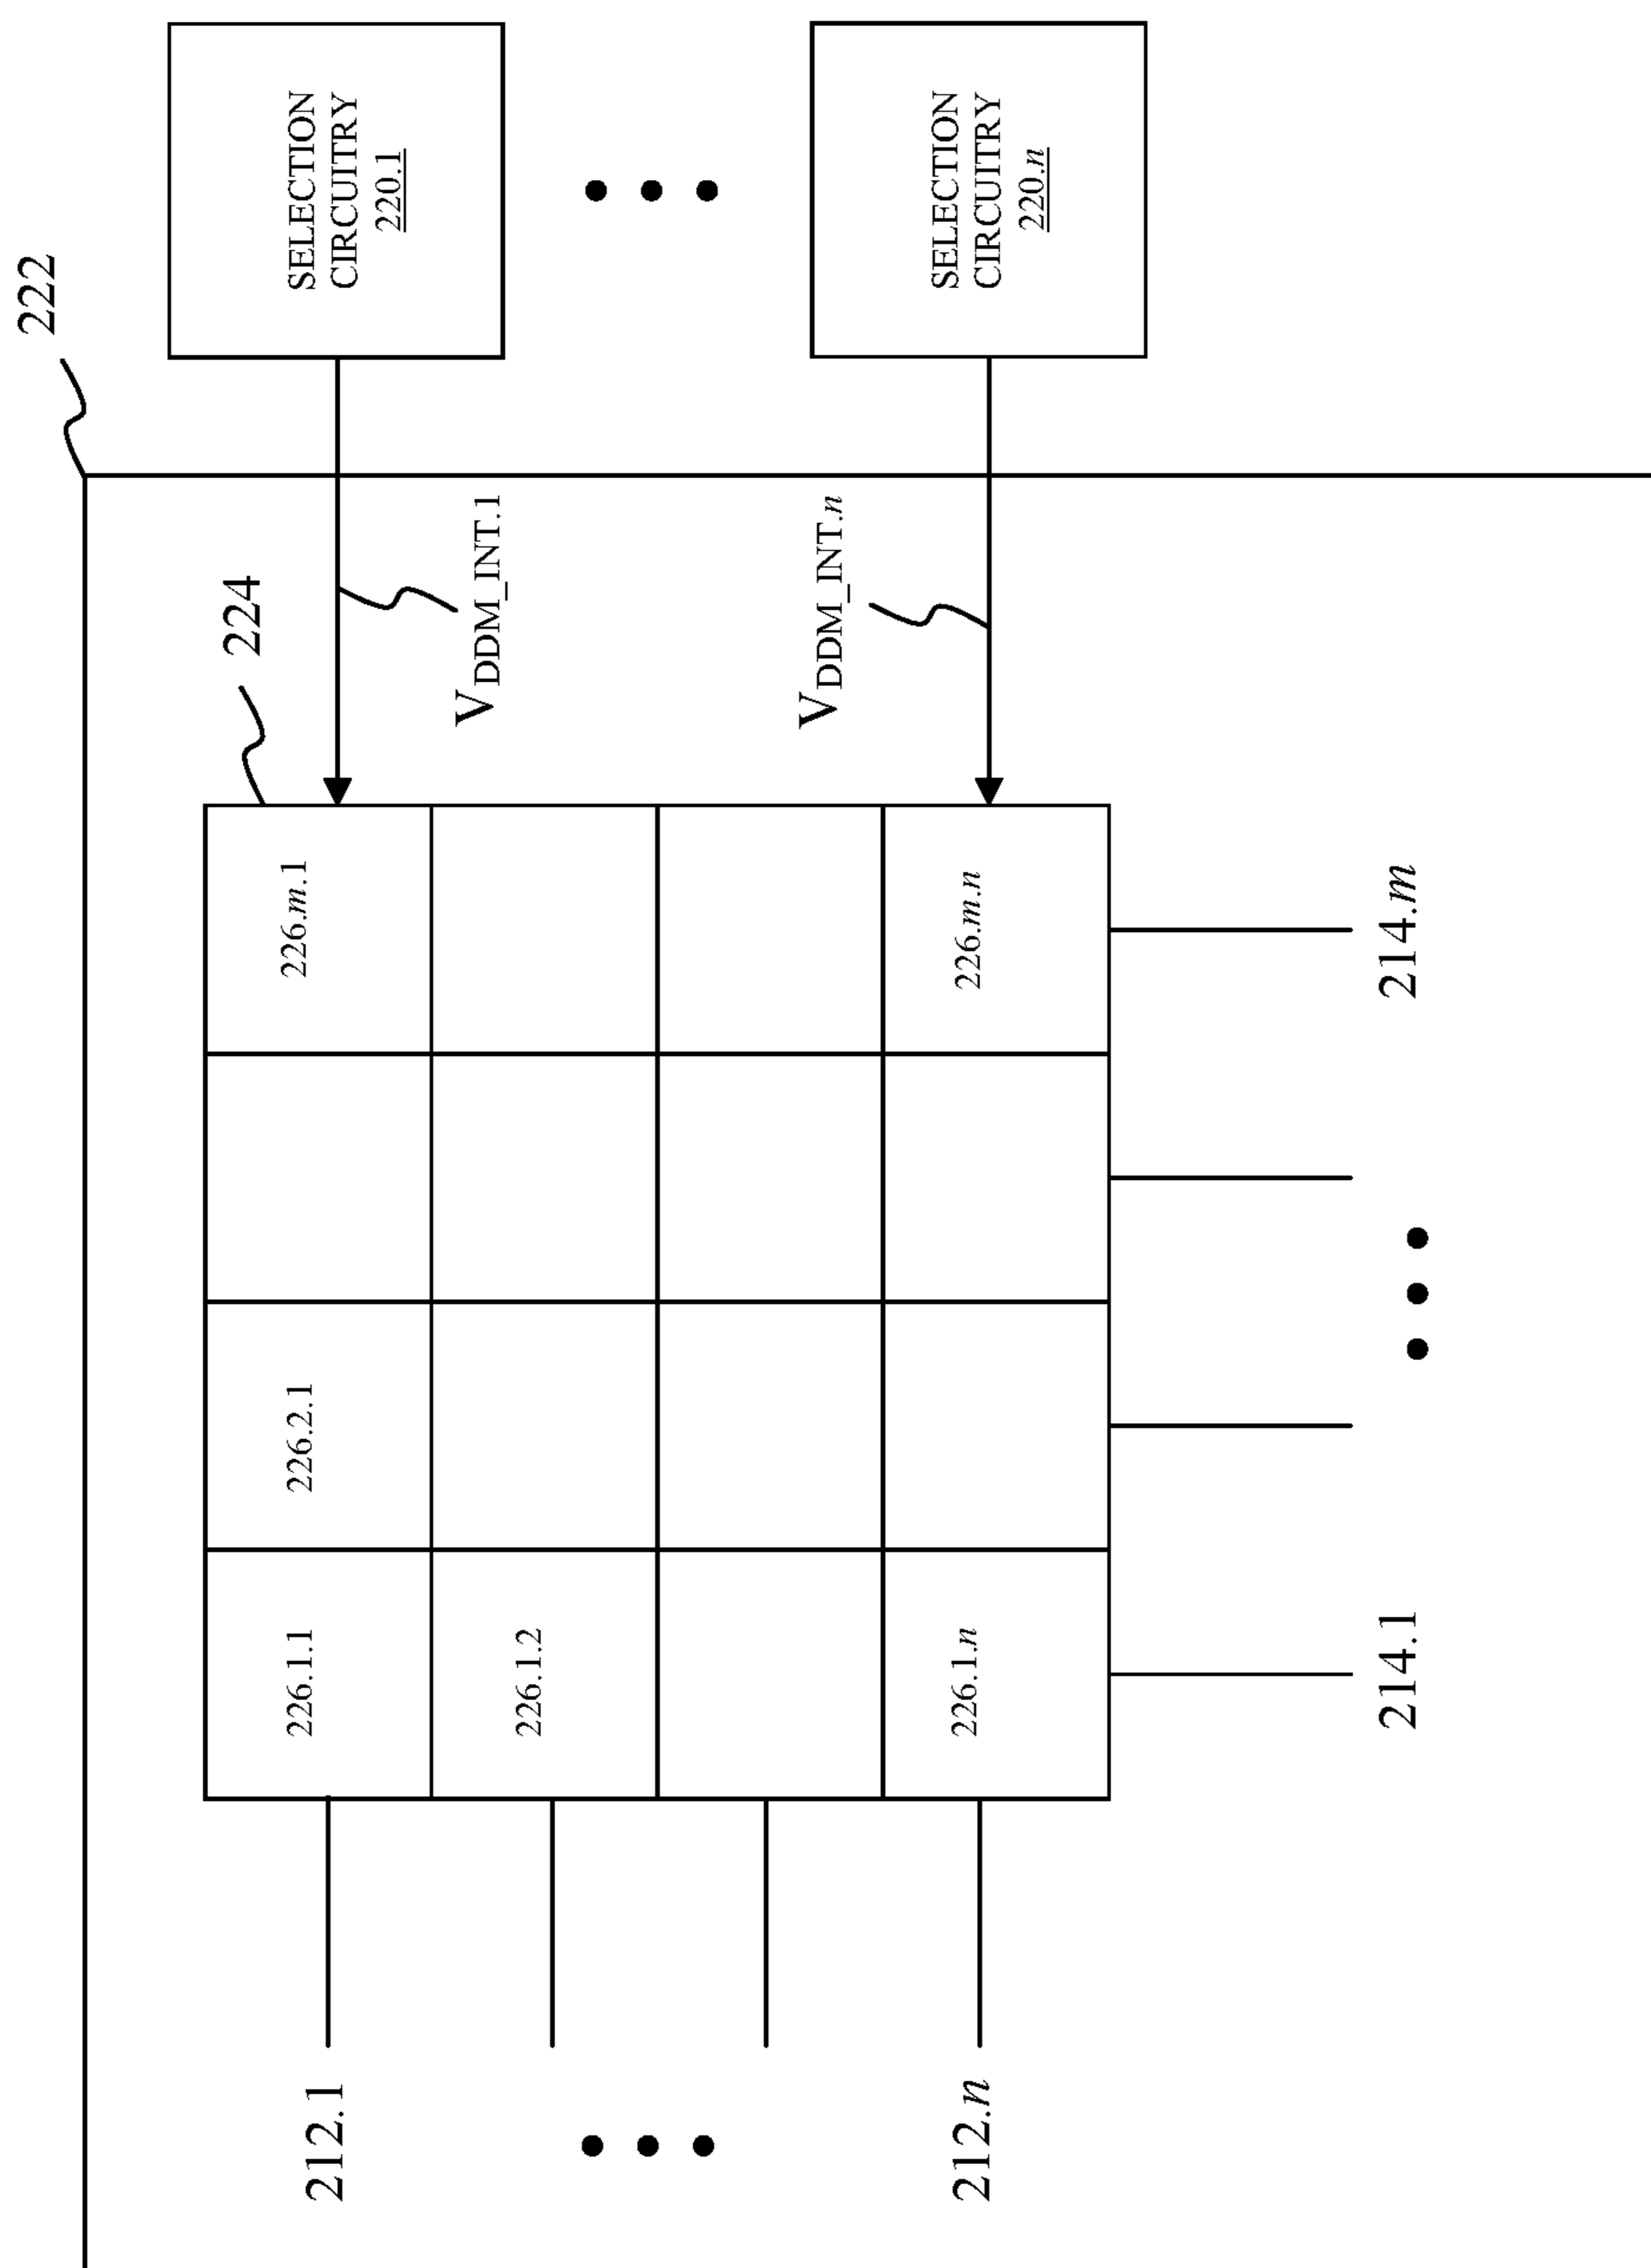 222
224
212.1
226.1.1
226.2.1
226.m.1
SELECTION
CIRCUITRY
220.1
VDDM_INT.1
226.1.2
VDDM_INT.n
212.n
226.1.n
226.m.n
SELECTION
CIRCUITRY
220.n
214.1
214.m